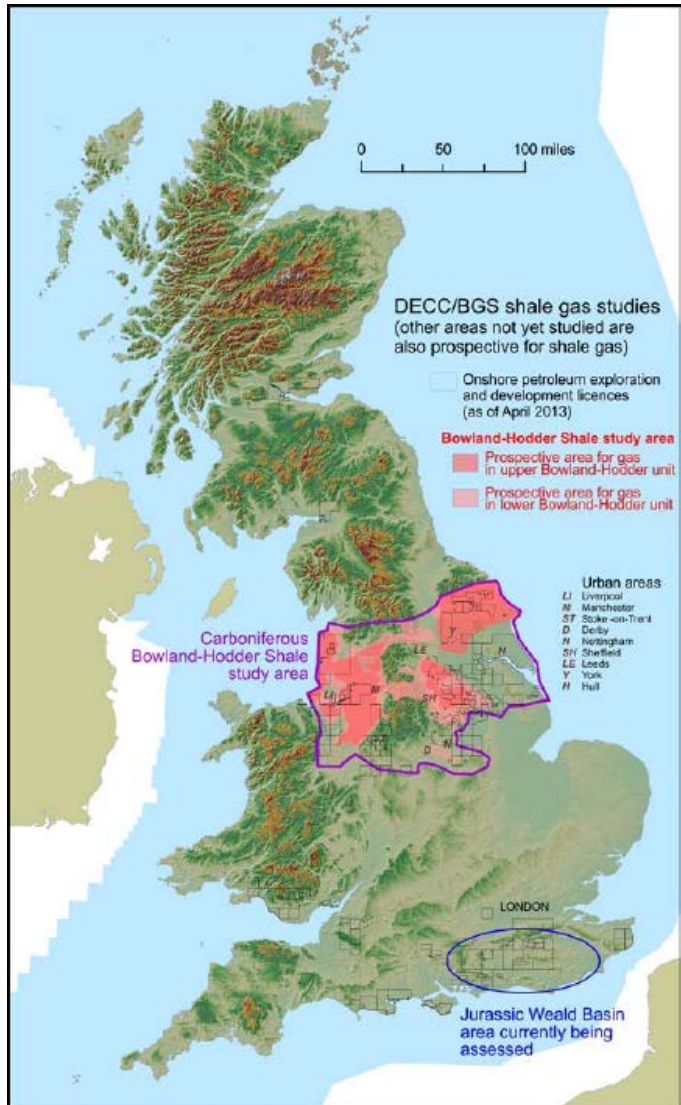 0 50 100 miles
DECC/BGS shale gas studies
(other areas not yet studied are
also prospective for shale gas)
Onshore petroleum exploration
and development licences
(as of April 2013)
Bowland-Hodder Shale study area
Prospective area for gas
in upper Bowland-Hodder unit
Prospective area for gas
in lower Bowland-Hodder unit
Urban areas
LI Liverpool
M Manchester
ST Stoke-on-Trent
D Derby
N Nottingham
SH Sheffield
LE Leeds
Y York
H Hull
Carboniferous
Bowland-Hodder Shale
study area
Y
LE
H
LI
M
SH
D
N
LONDON
Jurassic Weald Basin
area currently being
assessed